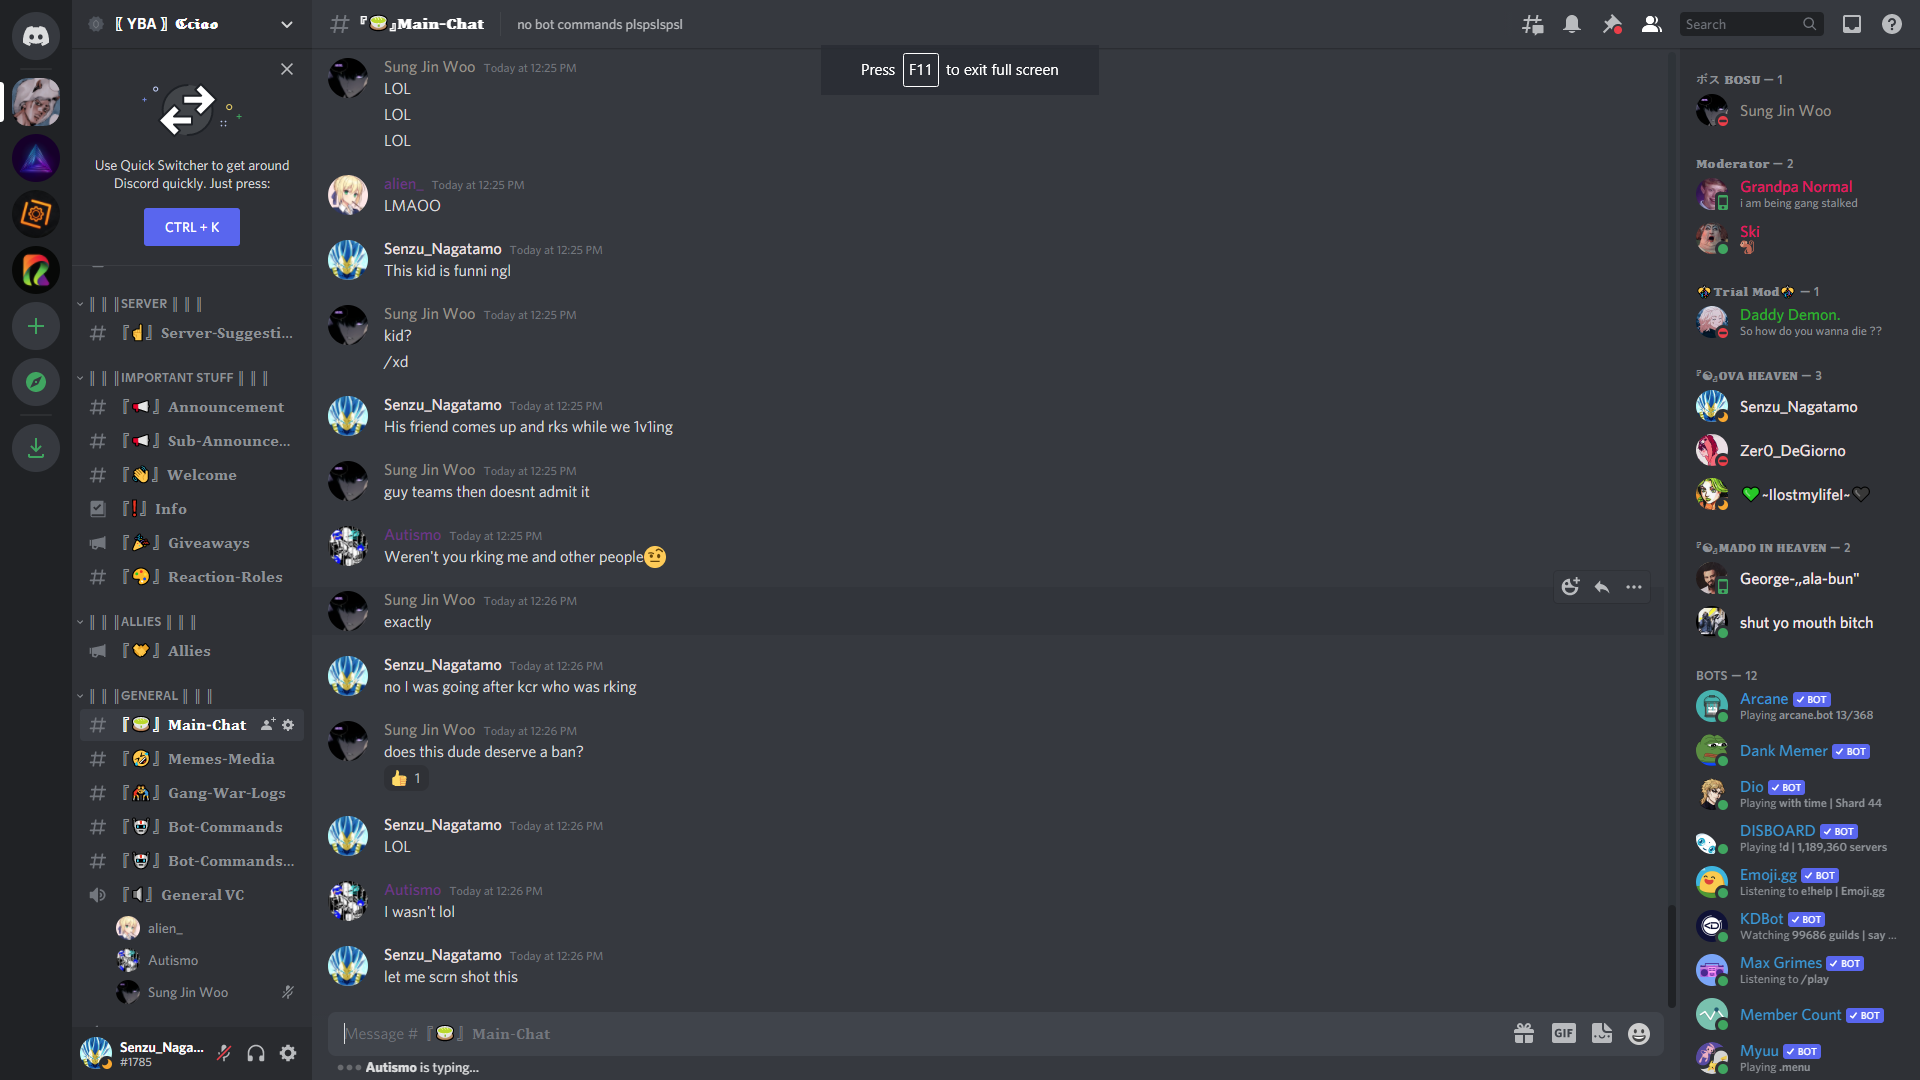 〖 YBA 〗 𝕮𝖈𝖎𝖆𝖔
Use Quick Switcher to get around
Discord quickly. Just press:
CTRL + K
║ ║ ║SERVER ║ ║ ║
『☝』 Server-Suggesti...
║ ║ ║IMPORTANT STUFF ║ ║ ║
『📢』 Announcement
『📢』 Sub-Announce...
『👋』 Welcome
『❗』 Info
『🎉』 Giveaways
『🎨』 Reaction-Roles
║ ║ ║ALLIES ║ ║ ║
『🤝』 Allies
║ ║ ║GENERAL ║ ║ ║
『🍵』 Main-Chat
『🤣』 Memes-Media
Gang-War-Logs
『🤖』 Bot-Commands
『🤖』 Bot-Commands...
『🔊』 General VC
alien_
Autismo
Sung Jin Woo
Senzu_Naga...
#1785
『🍵』Main-Chat
no bot commands plspslspsl
Press F11 to exit full screen
Search
Sung Jin Woo Today at 12:25 PM
LOL
LOL
LOL
alien_ Today at 12:25 PM
LMAOO
Senzu_Nagatamo Today at 12:25 PM
This kid is funni ngl
Sung Jin Woo Today at 12:25 PM
kid?
/xd
Senzu_Nagatamo Today at 12:25 PM
His friend comes up and rks while we 1v1ing
Sung Jin Woo Today at 12:25 PM
guy teams then doesnt admit it
Autismo Today at 12:25 PM
Weren't you rking me and other people🤨
Sung Jin Woo Today at 12:26 PM
exactly
Senzu_Nagatamo Today at 12:26 PM
no I was going after kcr who was rking
Sung Jin Woo Today at 12:26 PM
does this dude deserve a ban?
👍 1
Senzu_Nagatamo Today at 12:26 PM
LOL
Autismo Today at 12:26 PM
I wasn't lol
Senzu_Nagatamo Today at 12:26 PM
let me scrn shot this
Message # 『🍵』 Main-Chat
GIF
Autismo is typing...
ボス BOSU — 1
Sung Jin Woo
Moderator — 2
Grandpa Normal
i am being gang stalked
Ski
Trial Mod — 1
Daddy Demon.
So how do you wanna die ??
OVA HEAVEN — 3
Senzu_Nagatamo
Zer0_DeGiorno
💚~Ilostmylifel~🖤
MADO IN HEAVEN — 2
George-„ala-bun"
shut yo mouth bitch
BOTS — 12
Arcane ✓ BOT
Playing arcane.bot 13/368
Dank Memer ✓ BOT
Dio ✓ BOT
Playing with time | Shard 44
DISBOARD ✓ BOT
Playing !d | 1,189,360 servers
Emoji.gg ✓ BOT
Listening to e!help | Emoji.gg
KDBot ✓ BOT
Watching 99686 guilds | say ...
Max Grimes ✓ BOT
Listening to /play
Member Count ✓ BOT
Myuu ✓ BOT
Playing .menu